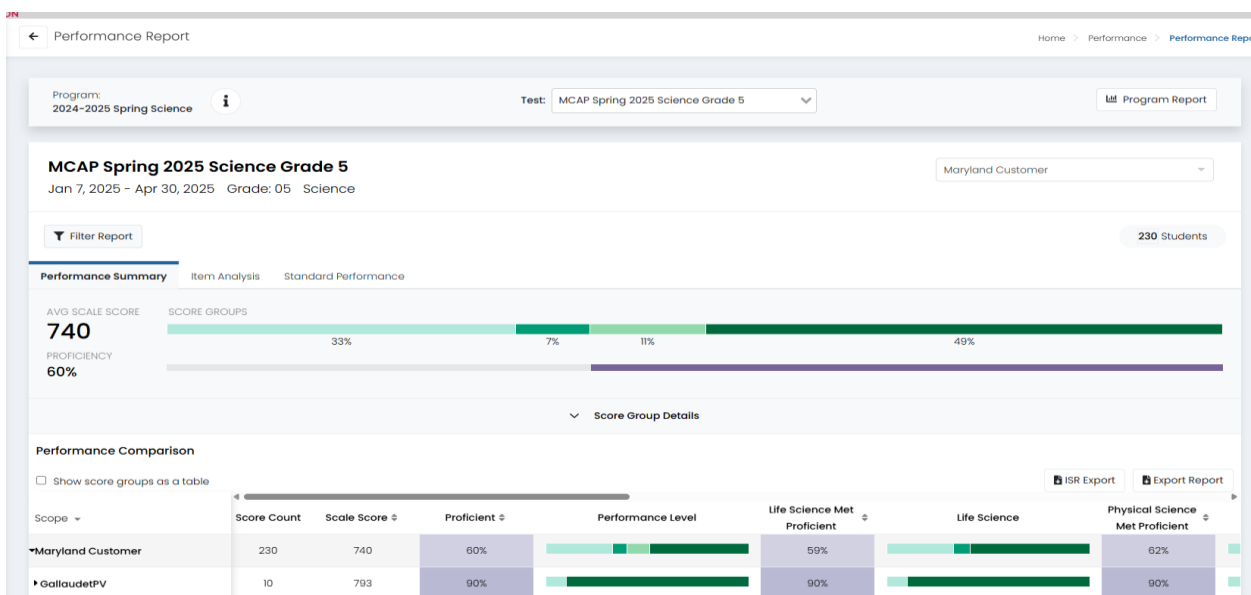 ON
Performance Report
Home > Performance > Performance Repo
Program:
2024-2025 Spring Science
i
Test: MCAP Spring 2025 Science Grade 5
Program Report
MCAP Spring 2025 Science Grade 5
Jan 7, 2025 - Apr 30, 2025 Grade: 05 Science
Maryland Customer
Filter Report
230 Students
Performance Summary Item Analysis Standard Performance
AVG SCALE SCORE SCORE GROUPS
740
33% 7% 11% 49%
PROFICIENCY
60%
Score Group Details
Performance Comparison
Show score groups as a table
ISR Export Export Report
Scope Score Count Scale Score Proficient Performance Level Life Science Met Proficient Life Science Physical Science Met Proficient
Maryland Customer 230 740 60% 59% 62%
GallaudetPV 10 793 90% 90% 90%